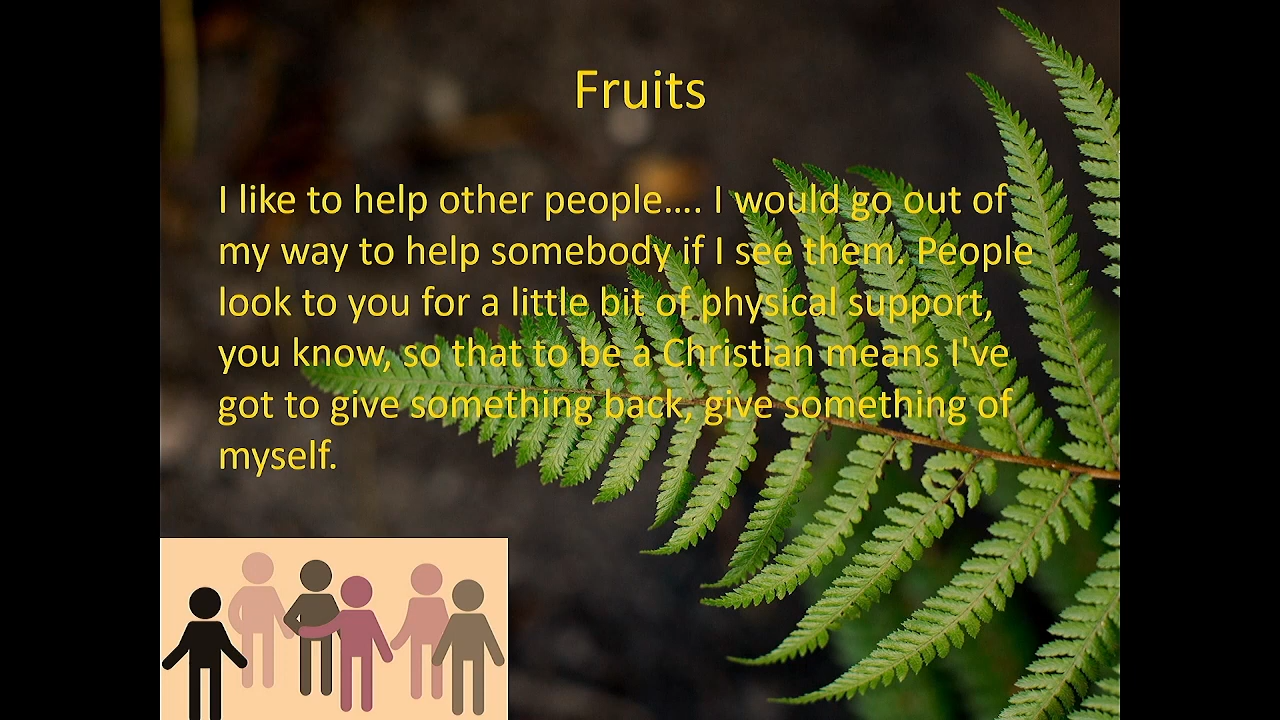 Fruits
I like to help other people…. I would go out of
my way to help somebody if I see them. People
look to you for a little bit of physical support,
you know, so that to be a Christian means I've
got to give something back, give something of
myself.